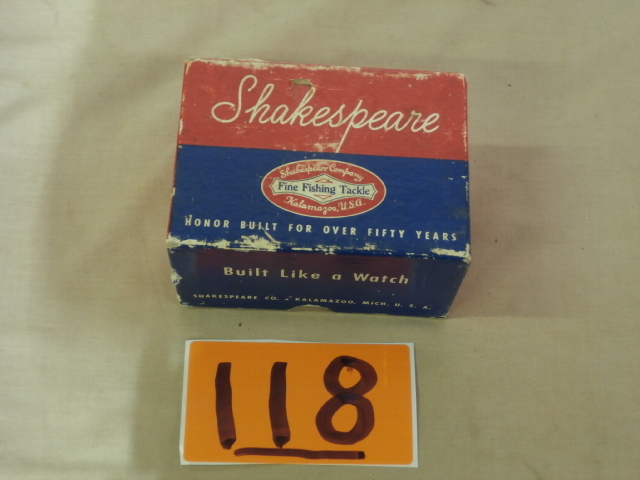 Shakespeare
Shakespeare Company
Fine Fishing Tackle
Kalamazoo, U.S.A.
HONOR BUILT FOR OVER FIFTY YEARS
Built Like a Watch
SHAKESPEARE CO. - KALAMAZOO, MICH. U. S. A.
118